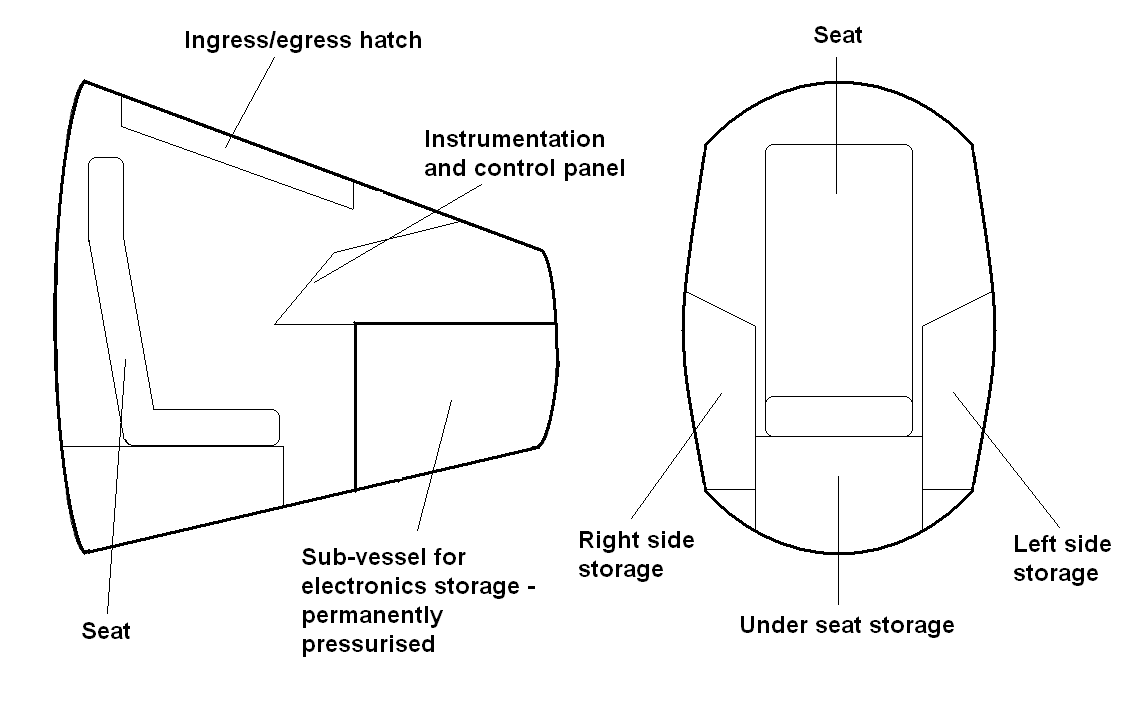 Ingress/egress hatch
Instrumentation
and control panel
Sub-vessel for
electronics storage -
permanently
pressurised
Seat
Seat
Right side
storage
Left side
storage
Under seat storage